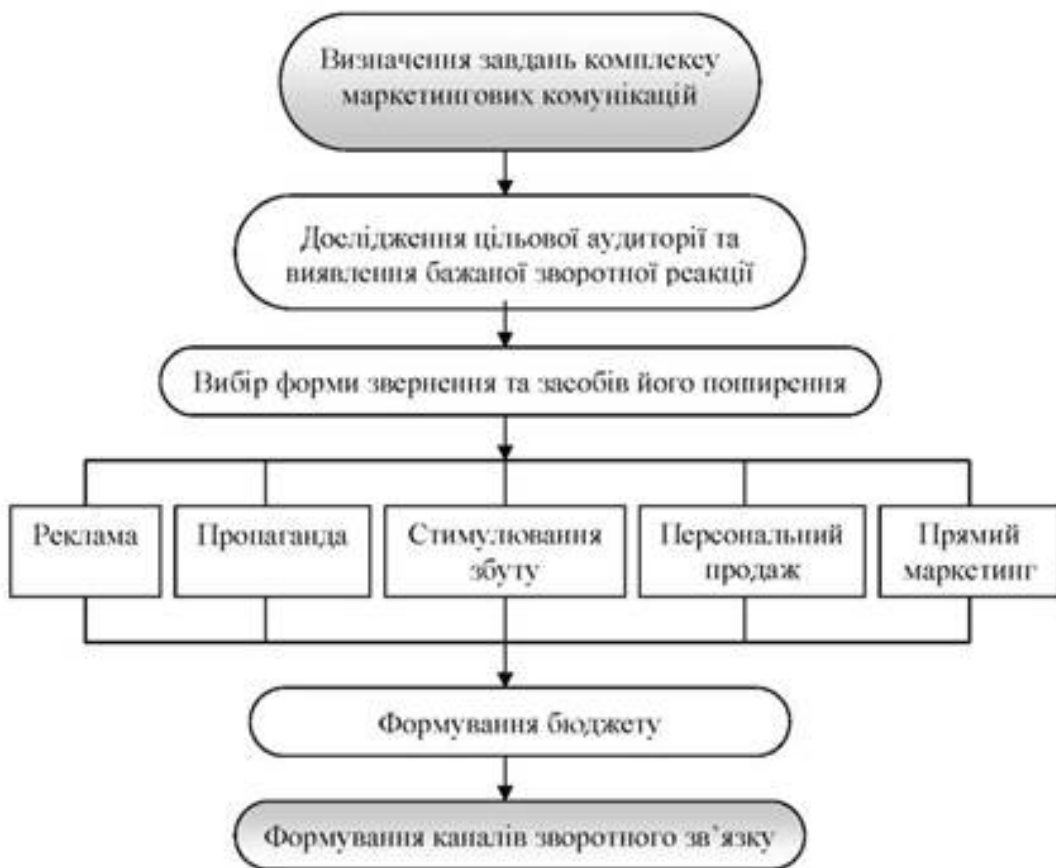 Визначення завдань комплексу
маркетингових комунікацій
Дослідження цільової аудиторії та
виявлення бажаної зворотної реакції
Вибір форми звернення та засобів його поширення
Реклама
Пропаганда
Стимулювання
збуту
Персональний
продаж
Прямий
маркетинг
Формування бюджету
Формування каналів зворотного зв`язку